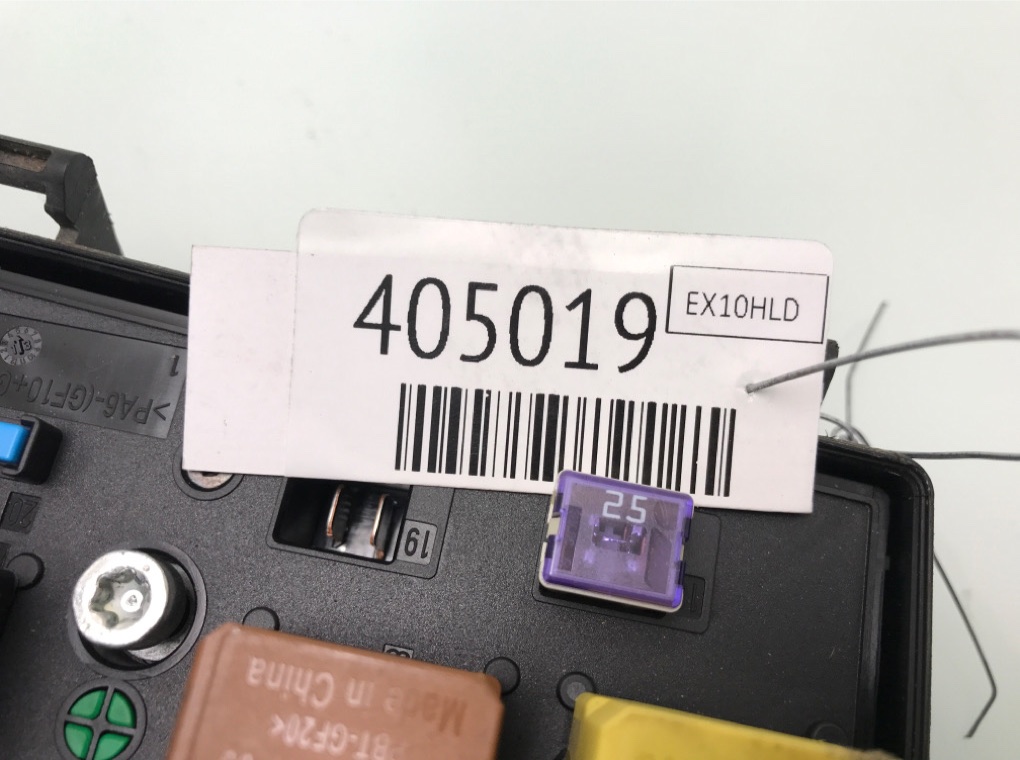 405019
EX10HLD
1
>PA6-(GF10+
19
25
Made in China
PBT-GF20<